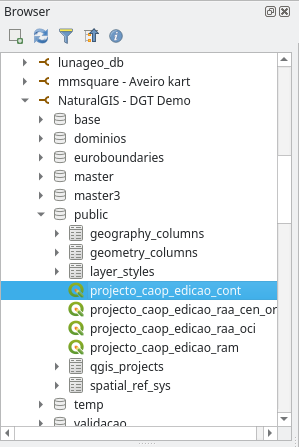 Browser
lunageo_db
mmsquare - Aveiro kart
NaturalGIS - DGT Demo
base
dominios
euroboundaries
master
master3
public
geography_columns
geometry_columns
layer_styles
projecto_caop_edicao_cont
projecto_caop_edicao_raa_cen_or
projecto_caop_edicao_raa_oci
projecto_caop_edicao_ram
qgis_projects
spatial_ref_sys
temp
validacao